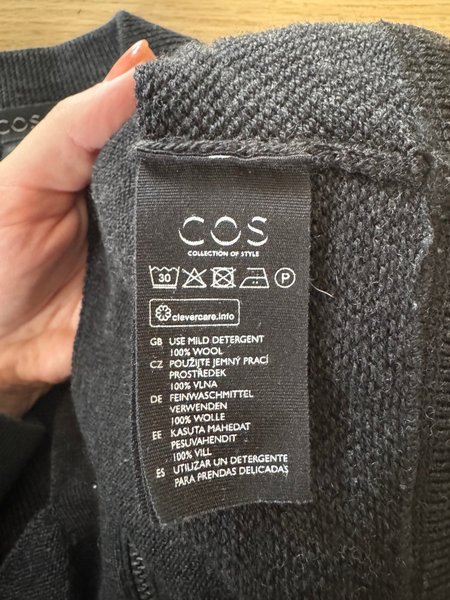 COS
COS
COLLECTION OF STYLE
30 P
clevercare.info
GB USE MILD DETERGENT
100% WOOL
CZ POUŽIJTE JEMNÝ PRACÍ
PROSTŘEDEK
100% VLNA
DE FEINWASCHMITTEL
VERWENDEN
100% WOLLE
EE KASUTA MAHEDAT
PESUVAHENDIT
100% VILL
ES UTILIZAR UN DETERGENTE
PARA PRENDAS DELICADAS